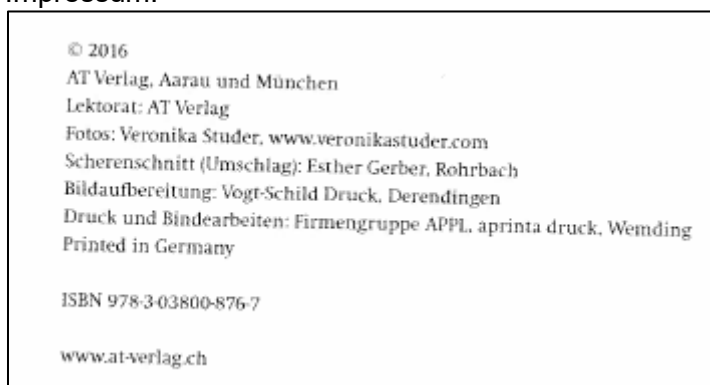 Impressum:
© 2016
AT Verlag, Aarau und München
Lektorat: AT Verlag
Fotos: Veronika Studer, www.veronikastuder.com
Scherenschnitt (Umschlag): Esther Gerber, Rohrbach
Bildaufbereitung: Vogt-Schild Druck, Derendingen
Druck und Bindearbeiten: Firmengruppe APPL, aprinta druck, Wemding
Printed in Germany
ISBN 978-3-03800-876-7
www.at-verlag.ch